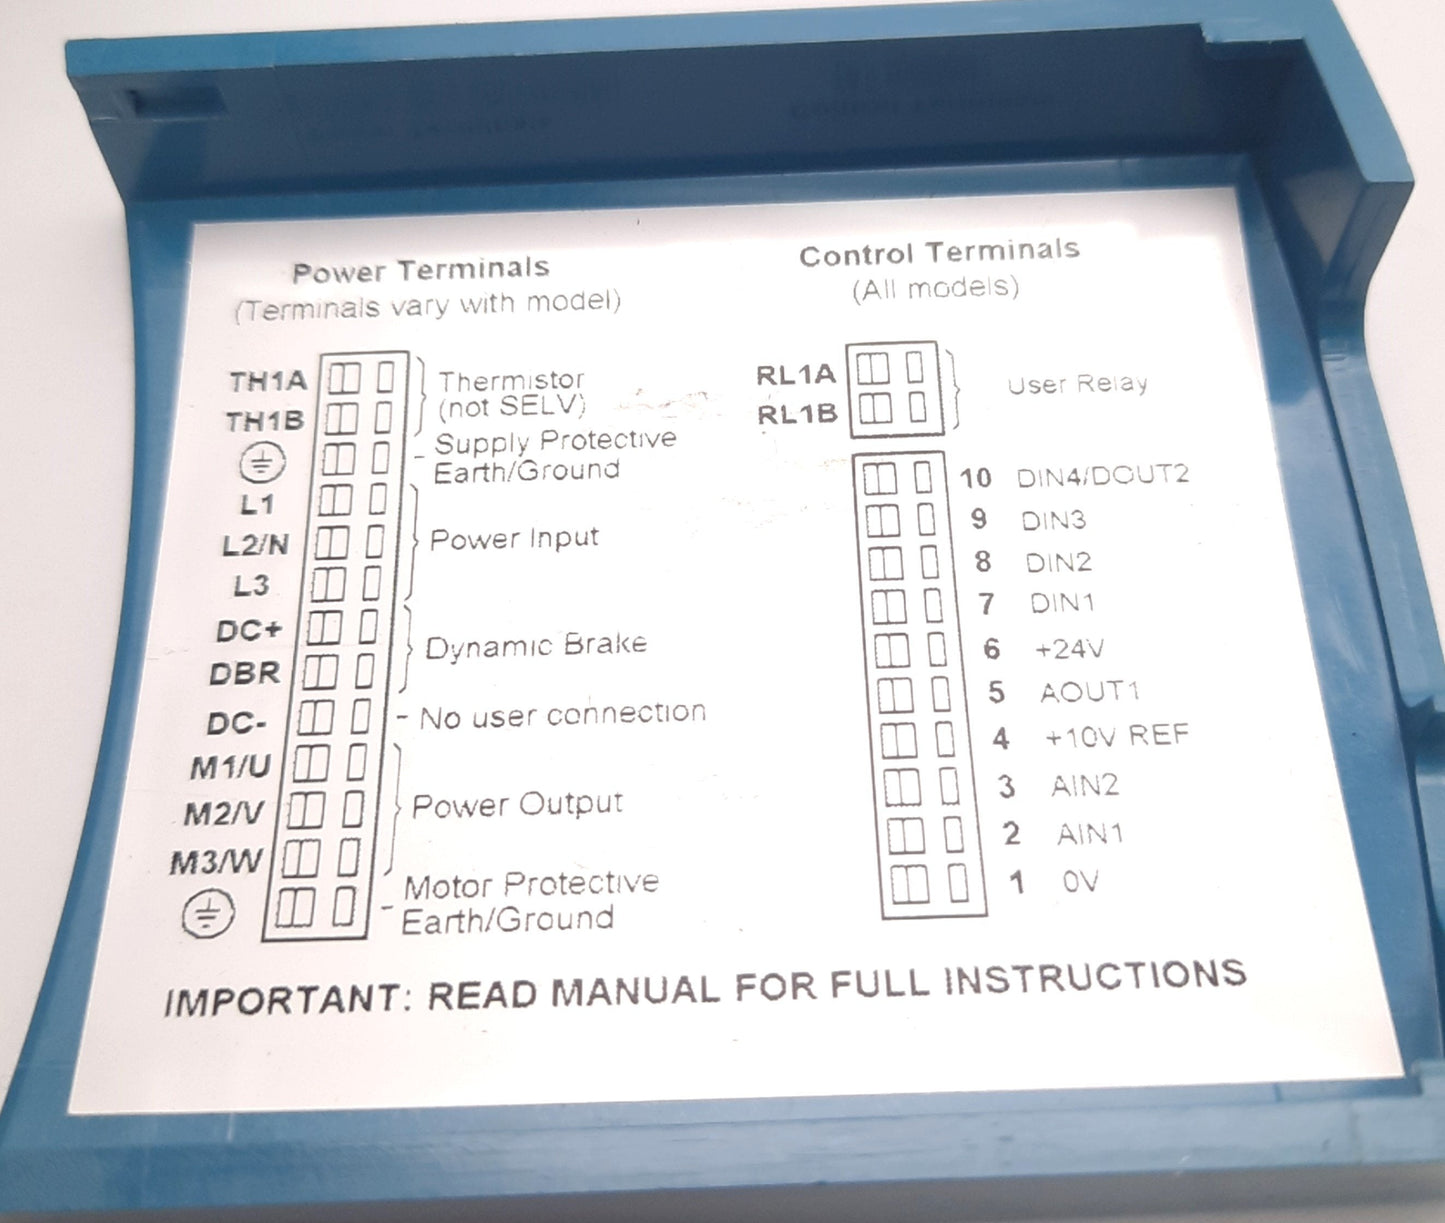 Power Terminals
(Terminals vary with model)
TH1A
TH1B
Thermistor
(not SELV)
Supply Protective
Earth/Ground
L1
L2/N
L3
Power Input
DC+
DBR
Dynamic Brake
DC-
- No user connection
M1/U
M2/V
M3/W
Power Output
Motor Protective
Earth/Ground
Control Terminals
(All models)
RL1A
RL1B
User Relay
10 DIN4/DOUT2
9 DIN3
8 DIN2
7 DIN1
6 +24V
5 AOUT1
4 +10V REF
3 AIN2
2 AIN1
1 0V
IMPORTANT: READ MANUAL FOR FULL INSTRUCTIONS